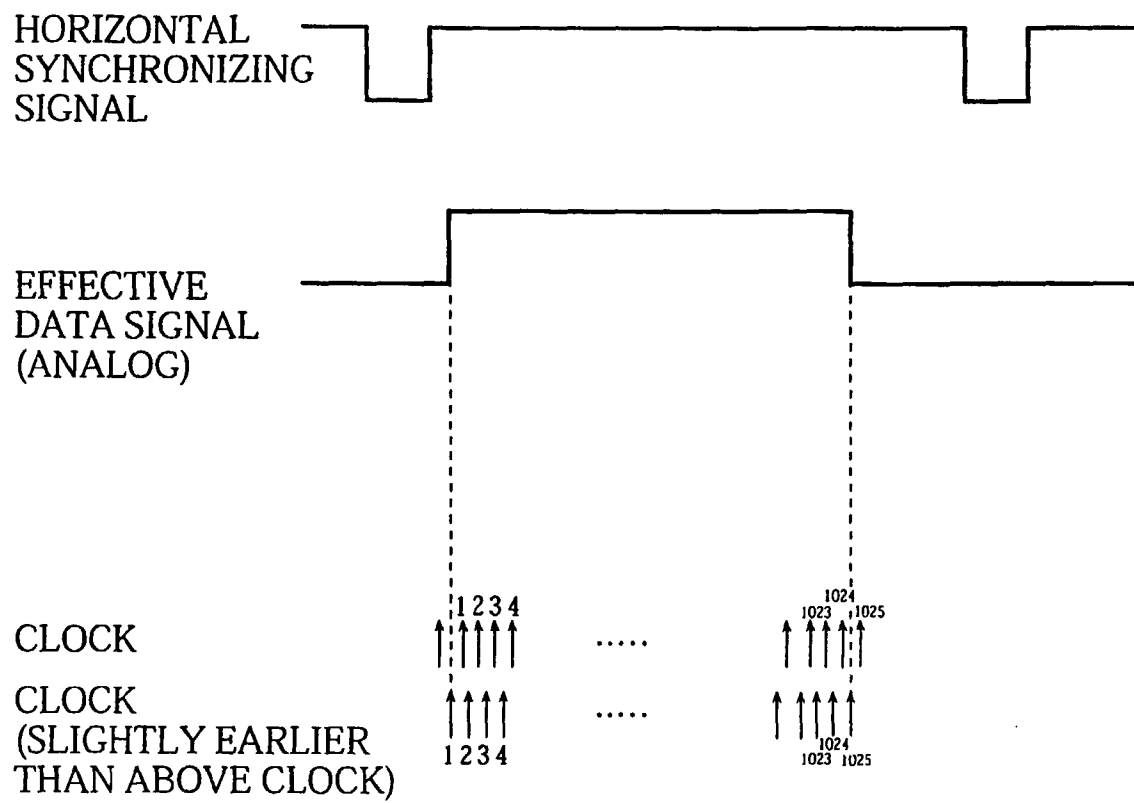 HORIZONTAL
SYNCHRONIZING
SIGNAL
EFFECTIVE
DATA SIGNAL
(ANALOG)
1 2 3 4 1023 1024 1025
CLOCK .....
CLOCK
(SLIGHTLY EARLIER
THAN ABOVE CLOCK)
.....
1 2 3 4 1023 1024 1025